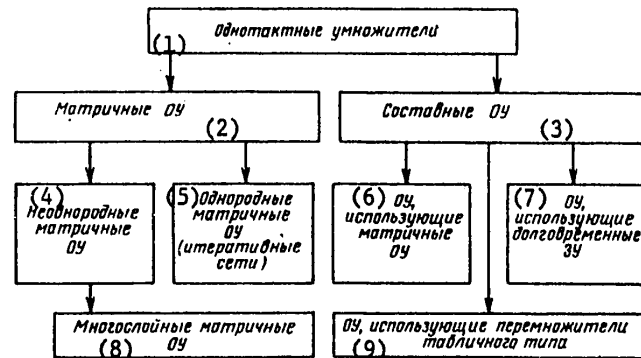 Однотактные умножители
(1)
Матричные ОУ
(2)
Составные ОУ
(3)
(4)
Неоднородные
матричные
ОУ
(5) Однородные
матричные
ОУ
(итеративные
сети)
(6) ОУ,
использующие
матричные
ОУ
(7) ОУ,
использующие
долговременные
ЗУ
Многослойные матричные
(8) ОУ
ОУ, использующие перемножители
(9) табличного типа